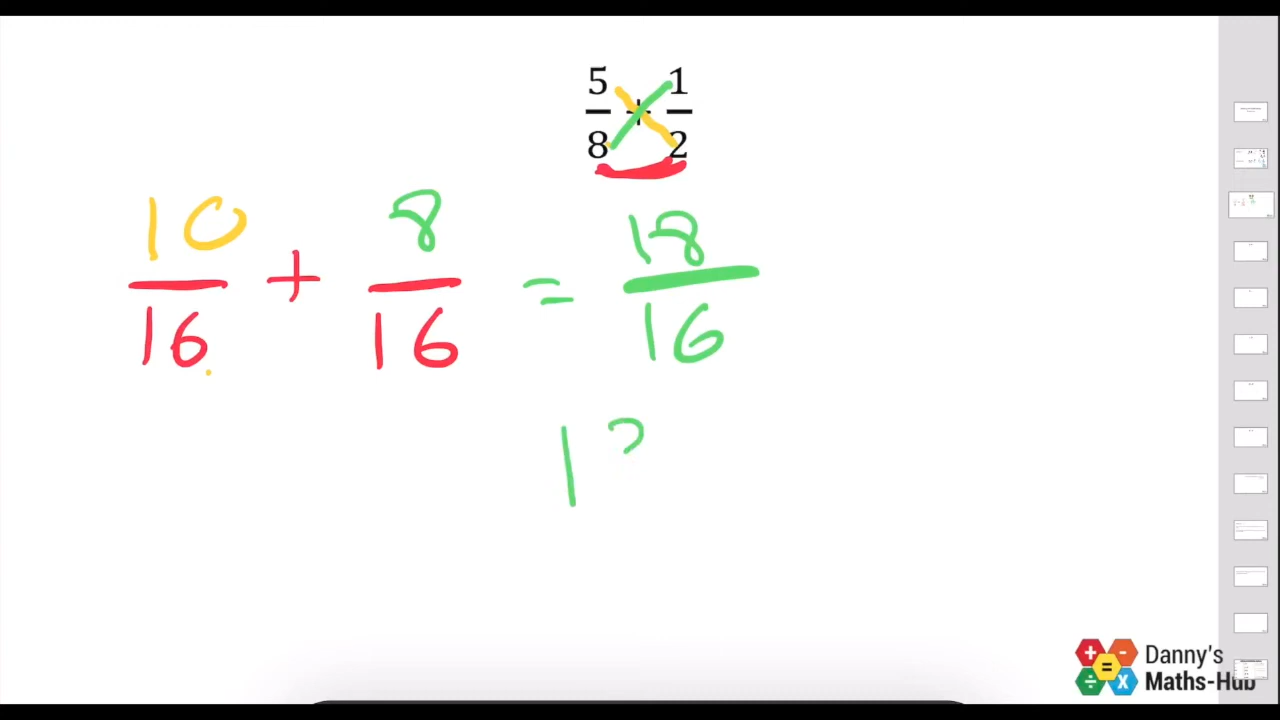 5/8 + 1/2
10/16 + 8/16 = 18/16
1
Danny's
Maths-Hub